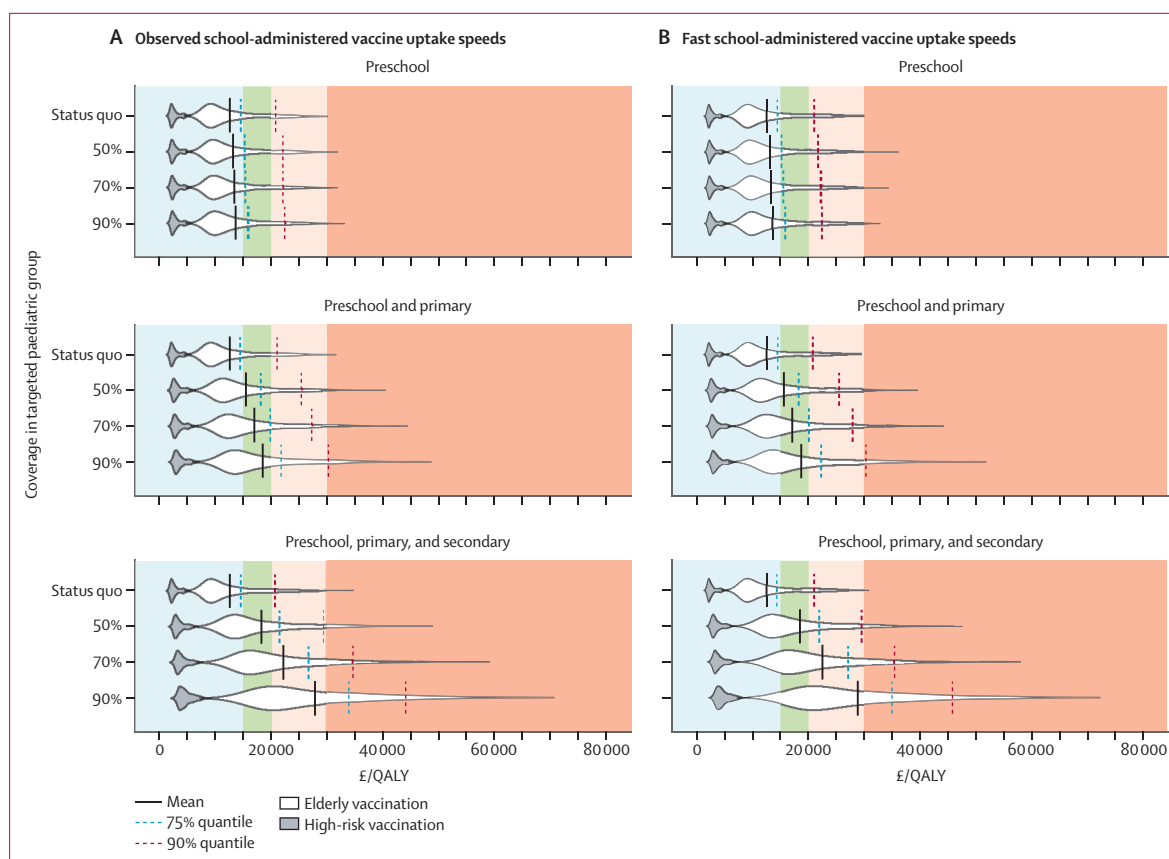 A Observed school-administered vaccine uptake speeds
Preschool
Status quo
50%
70%
90%
Preschool and primary
Status quo
50%
70%
90%
Preschool, primary, and secondary
Status quo
50%
70%
90%
0 20 000 40 000 60 000 80 000
£/QALY
Coverage in targeted paediatric group
B Fast school-administered vaccine uptake speeds
Preschool
Preschool and primary
Preschool, primary, and secondary
0 20 000 40 000 60 000 80 000
£/QALY
Mean
75% quantile
90% quantile
Elderly vaccination
High-risk vaccination